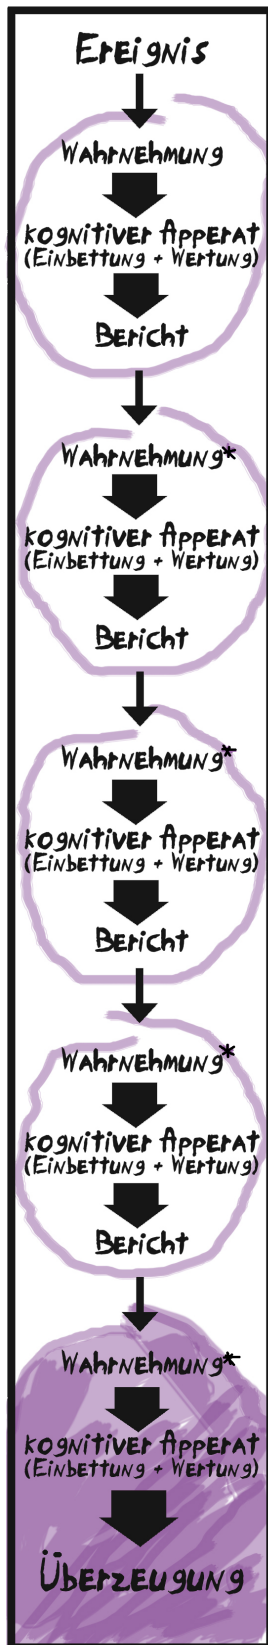 Ereignis
Wahrnehmung
kognitiver Apperat
(Einbettung + Wertung)
Bericht
Wahrnehmung*
kognitiver Apperat
(Einbettung + Wertung)
Bericht
Wahrnehmung*
kognitiver Apperat
(Einbettung + Wertung)
Bericht
Wahrnehmung*
kognitiver Apperat
(Einbettung + Wertung)
Bericht
Wahrnehmung*
kognitiver Apperat
(Einbettung + Wertung)
Überzeugung